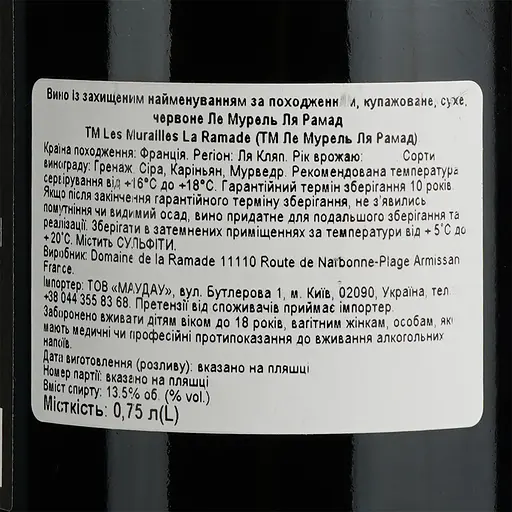 Вино із захищеним найменуванням за походженн и, купажоване, сухе,
червоне Ле Мурель Ля Рамад
TM Les Murailles La Ramade (ТМ Ле Мурель Ля Рамад)
Країна походження: Франція. Регіон: Ля Кляп. Рік врожаю: Сорти
винограду: Гренаж, Сіра, Каріньян, Мурведр. Рекомендована температура
сервірування від +16°С до +18°С. Гарантійний термін зберігання 10 років.
Якщо після закінчення гарантійного терміну зберігання, не з'явились
помутніння чи видимий осад, вино придатне для подальшого зберігання та
реалізації. Зберігати в затемнених приміщеннях за температури від + 5°С до
+20°С. Містить СУЛЬФІТИ.
Виробник: Domaine de la Ramade 11110 Route de Narbonne-Plage Armissan
France.
Імпортер: ТОВ «МАУДАУ», вул. Бутлерова 1, м. Київ, 02090, Україна, тел.
+38 044 355 83 68. Претензії від споживачів приймає імпортер.
Заборонено вживати дітям віком до 18 років, вагітним жінкам, особам, які
мають медичні чи професійні протипоказання до вживання алкогольних
напоїв.
Дата виготовлення (розливу): вказано на пляшці
Номер партії: вказано на пляшці
Вміст спирту: 13.5% об. (% vol.)
Місткість: 0,75 л(L)